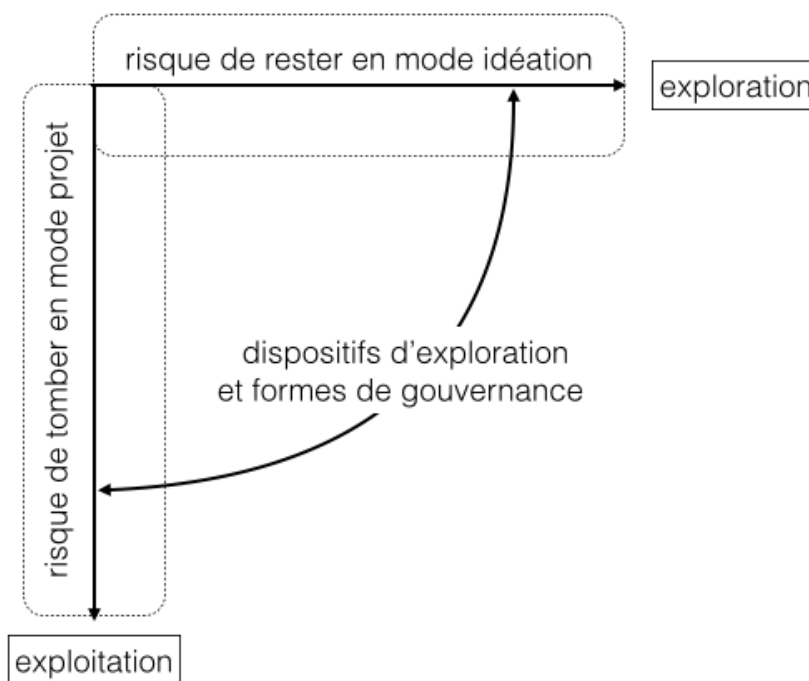 risque de rester en mode idéation
exploration
risque de tomber en mode projet
dispositifs d'exploration
et formes de gouvernance
exploitation